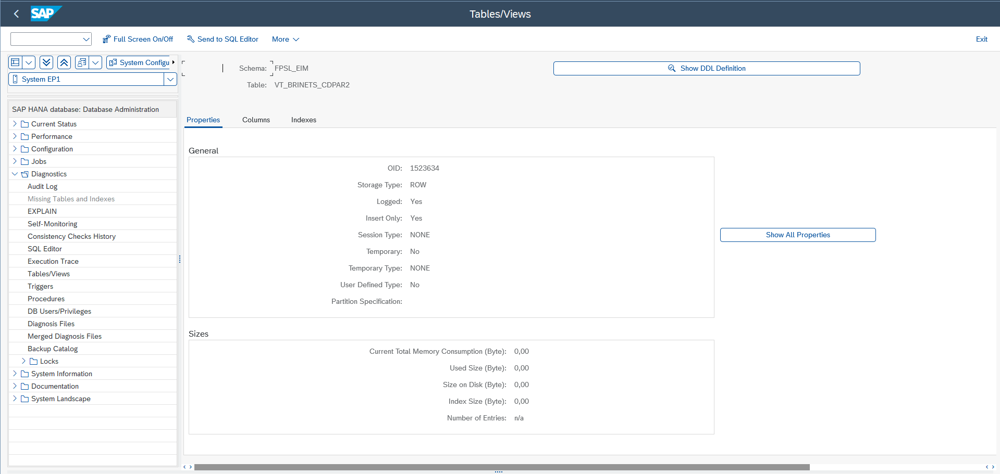 SAP
Tables/Views
Full Screen On/Off
Send to SQL Editor
More
Exit
System Configu
System EP1
SAP HANA database: Database Administration
Current Status
Performance
Configuration
Jobs
Diagnostics
Audit Log
Missing Tables and Indexes
EXPLAIN
Self-Monitoring
Consistency Checks History
SQL Editor
Execution Trace
Tables/Views
Triggers
Procedures
DB Users/Privileges
Diagnosis Files
Merged Diagnosis Files
Backup Catalog
Locks
System Information
Documentation
System Landscape
Schema: FPSL_EIM
Table: VT_BRINETS_CDPAR2
Show DDL Definition
Properties Columns Indexes
General
OID: 1523634
Storage Type: ROW
Logged: Yes
Insert Only: Yes
Session Type: NONE
Temporary: No
Temporary Type: NONE
User Defined Type: No
Partition Specification:
Show All Properties
Sizes
Current Total Memory Consumption (Byte): 0,00
Used Size (Byte): 0,00
Size on Disk (Byte): 0,00
Index Size (Byte): 0,00
Number of Entries: n/a